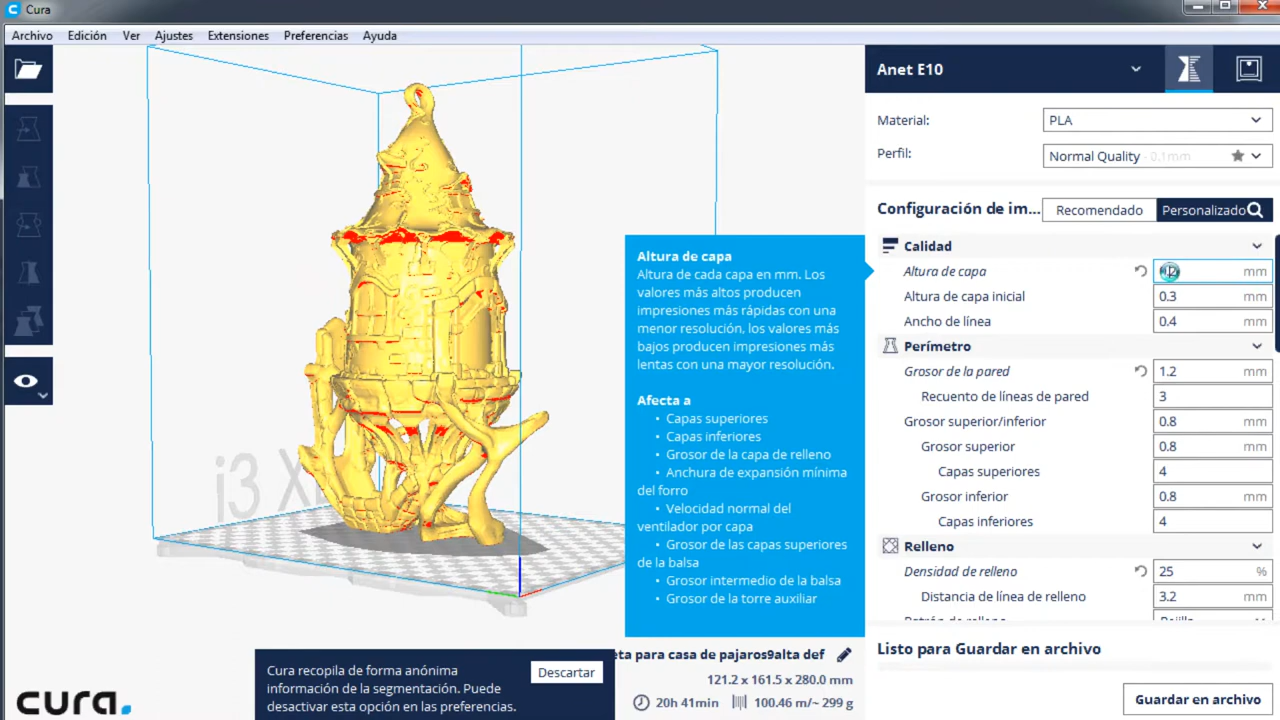 Cura
Archivo Edición Ver Ajustes Extensiones Preferencias Ayuda
Anet E10
Material: PLA
Perfil: Normal Quality - 0.1mm
Configuración de im... Recomendado Personalizado
Calidad
Altura de capa mm
Altura de capa inicial 0.3 mm
Ancho de línea 0.4 mm
Perímetro
Grosor de la pared 1.2 mm
Recuento de líneas de pared 3
Grosor superior/inferior 0.8 mm
Grosor superior 0.8 mm
Capas superiores 4
Grosor inferior 0.8 mm
Capas inferiores 4
Relleno
Densidad de relleno 25 %
Distancia de línea de relleno 3.2 mm
Altura de capa
Altura de cada capa en mm. Los
valores más altos producen
impresiones más rápidas con una
menor resolución, los valores más
bajos producen impresiones más
lentas con una mayor resolución.
Afecta a
• Capas superiores
• Capas inferiores
• Grosor de la capa de relleno
• Anchura de expansión mínima
del forro
• Velocidad normal del
ventilador por capa
• Grosor de las capas superiores
de la balsa
• Grosor intermedio de la balsa
• Grosor de la torre auxiliar
i3 X
Cura recopila de forma anónima
información de la segmentación. Puede
desactivar esta opción en las preferencias.
Descartar
eta para casa de pajaros9alta def
121.2 x 161.5 x 280.0 mm
20h 41min 100.46 m/~ 299 g
Listo para Guardar en archivo
Guardar en archivo
cura.